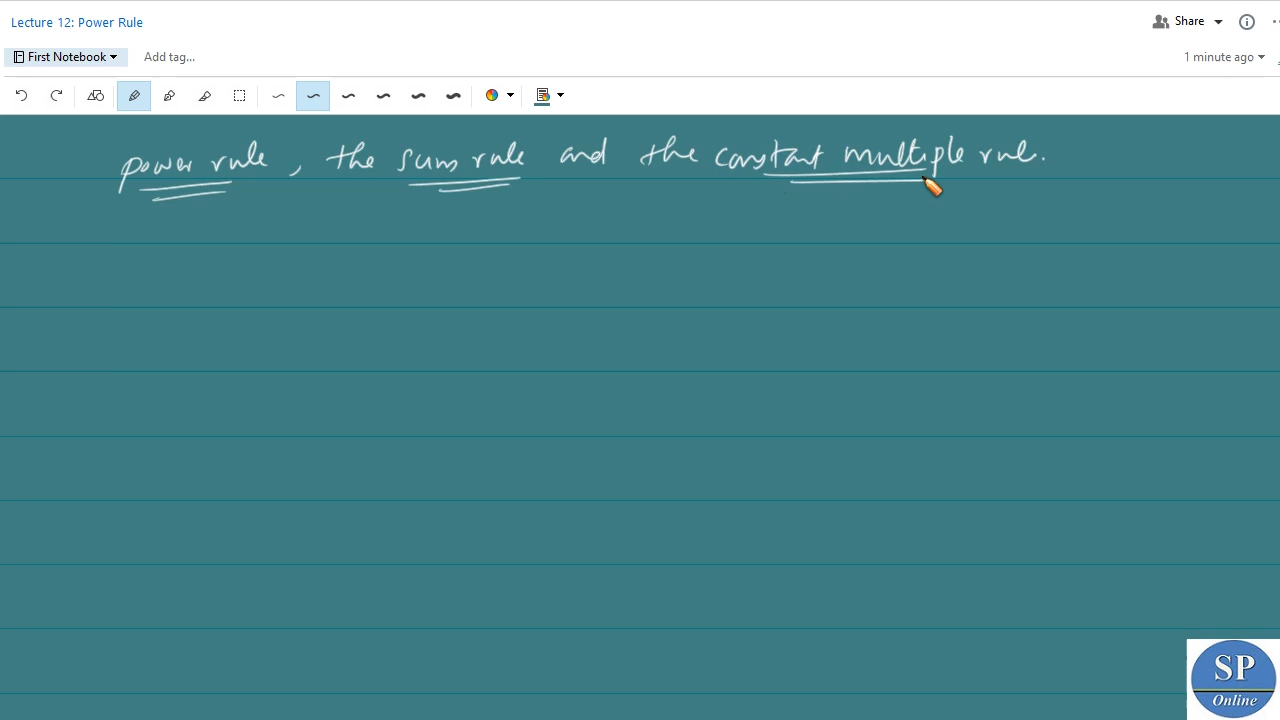 Lecture 12: Power Rule
Share
First Notebook
Add tag...
1 minute ago
power rule, the sum rule and the constant multiple rule.
SP
Online